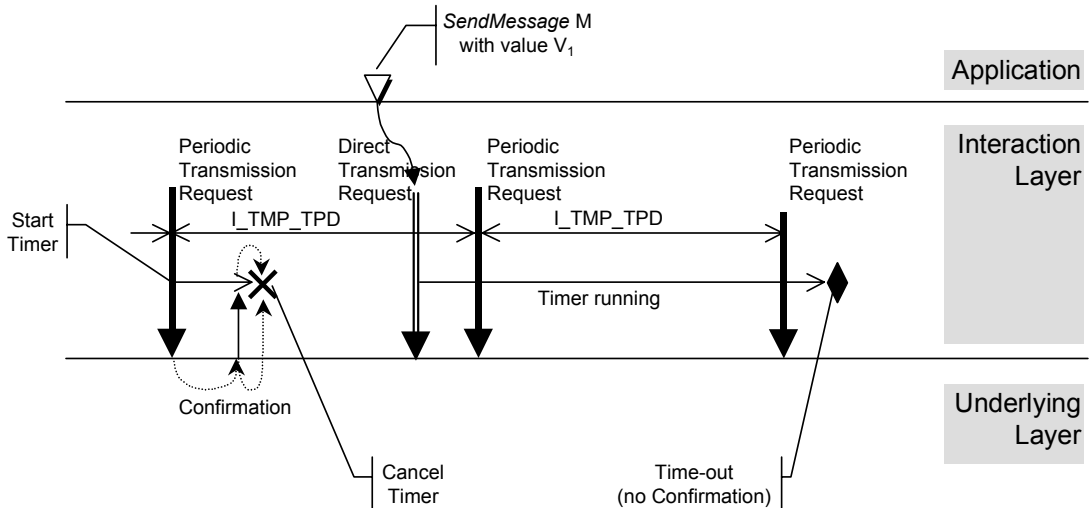 SendMessage M
with value V₁
Application
Periodic
Transmission
Request
Direct
Transmission
Request
Periodic
Transmission
Request
Periodic
Transmission
Request
Interaction
Layer
Start
Timer
I_TMP_TPD
I_TMP_TPD
Timer running
Confirmation
Underlying
Layer
Cancel
Timer
Time-out
(no Confirmation)